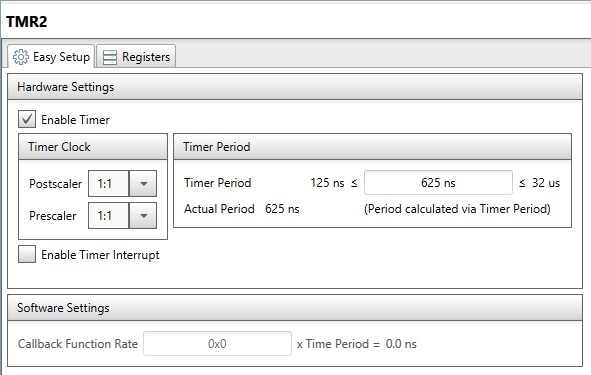 TMR2
Easy Setup Registers
Hardware Settings
Enable Timer
Timer Clock
Postscaler 1:1
Prescaler 1:1
Timer Period
Timer Period 125 ns ≤ 625 ns ≤ 32 us
Actual Period 625 ns (Period calculated via Timer Period)
Enable Timer Interrupt
Software Settings
Callback Function Rate 0x0 x Time Period = 0.0 ns